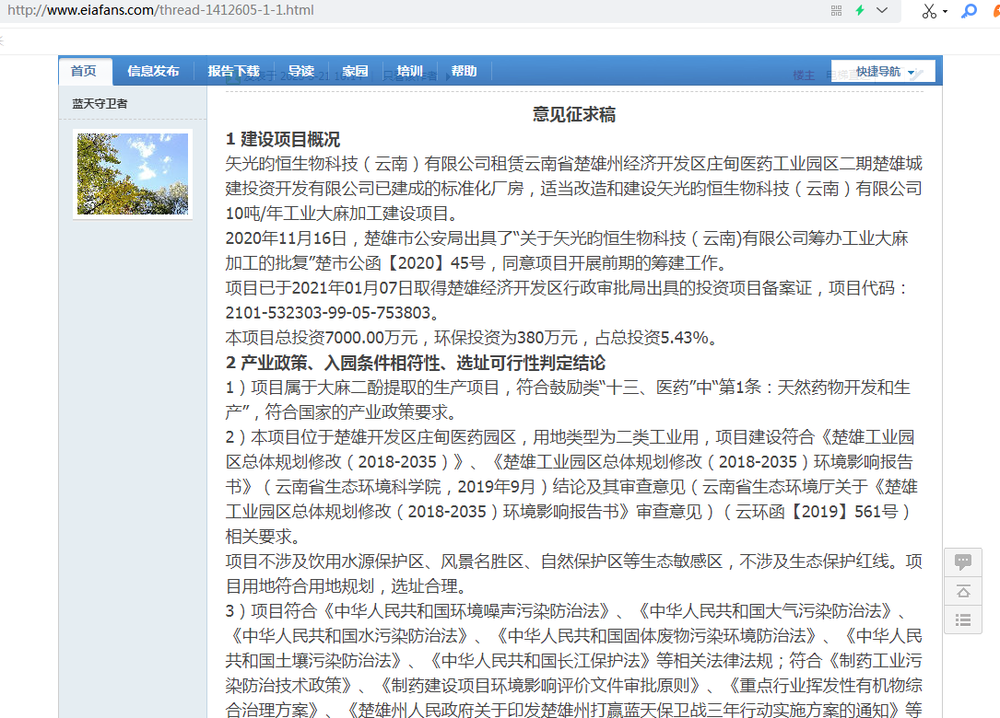 http://www.eiafans.com/thread-1412605-1-1.html
首页 信息发布 报告下载 导读 家园 培训 帮助 快捷导航
楼主
蓝天守卫者
意见征求稿
1 建设项目概况
矢光昀恒生物科技（云南）有限公司租赁云南省楚雄州经济开发区庄甸医药工业园区二期楚雄城
建投资开发有限公司已建成的标准化厂房，适当改造和建设矢光昀恒生物科技（云南）有限公司
10吨/年工业大麻加工建设项目。
2020年11月16日，楚雄市公安局出具了“关于矢光昀恒生物科技（云南)有限公司筹办工业大麻
加工的批复”楚市公函【2020】45号，同意项目开展前期的筹建工作。
项目已于2021年01月07日取得楚雄经济开发区行政审批局出具的投资项目备案证，项目代码：
2101-532303-99-05-753803。
本项目总投资7000.00万元，环保投资为380万元，占总投资5.43%。
2 产业政策、入园条件相符性、选址可行性判定结论
1）项目属于大麻二酚提取的生产项目，符合鼓励类“十三、医药”中“第1条：天然药物开发和生
产”，符合国家的产业政策要求。
2）本项目位于楚雄开发区庄甸医药园区，用地类型为二类工业用，项目建设符合《楚雄工业园
区总体规划修改（2018-2035）》、《楚雄工业园区总体规划修改（2018-2035）环境影响报告
书》（云南省生态环境科学院，2019年9月）结论及其审查意见（云南省生态环境厅关于《楚雄
工业园区总体规划修改（2018-2035）环境影响报告书》审查意见）（云环函【2019】561号）
相关要求。
项目不涉及饮用水源保护区、风景名胜区、自然保护区等生态敏感区，不涉及生态保护红线。项
目用地符合用地规划，选址合理。
3）项目符合《中华人民共和国环境噪声污染防治法》、《中华人民共和国大气污染防治法》、
《中华人民共和国水污染防治法》、《中华人民共和国固体废物污染环境防治法》、《中华人民
共和国土壤污染防治法》、《中华人民共和国长江保护法》等相关法律法规；符合《制药工业污
染防治技术政策》、《制药建设项目环境影响评价文件审批原则》、《重点行业挥发性有机物综
合治理方案》、《楚雄州人民政府关于印发楚雄州打赢蓝天保卫战三年行动实施方案的通知》等